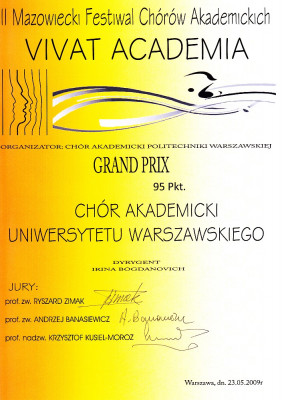 II Mazowiecki Festiwal Chórów Akademickich
VIVAT ACADEMIA
ORGANIZATOR: CHÓR AKADEMICKI POLITECHNIKI WARSZAWSKIEJ
GRAND PRIX
95 Pkt.
CHÓR AKADEMICKI
UNIWERSYTETU WARSZAWSKIEGO
DYRYGENT
IRINA BOGDANOVICH
JURY:
prof. zw. RYSZARD ZIMAK
prof. zw. ANDRZEJ BANASIEWICZ
prof. nadzw. KRZYSZTOF KUSIEL-MOROZ
Warszawa, dn. 23.05.2009r